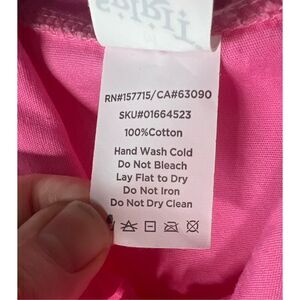 RN#157715/CA#63090
SKU#01664523
100%Cotton
Hand Wash Cold
Do Not Bleach
Lay Flat to Dry
Do Not Iron
Do Not Dry Clean